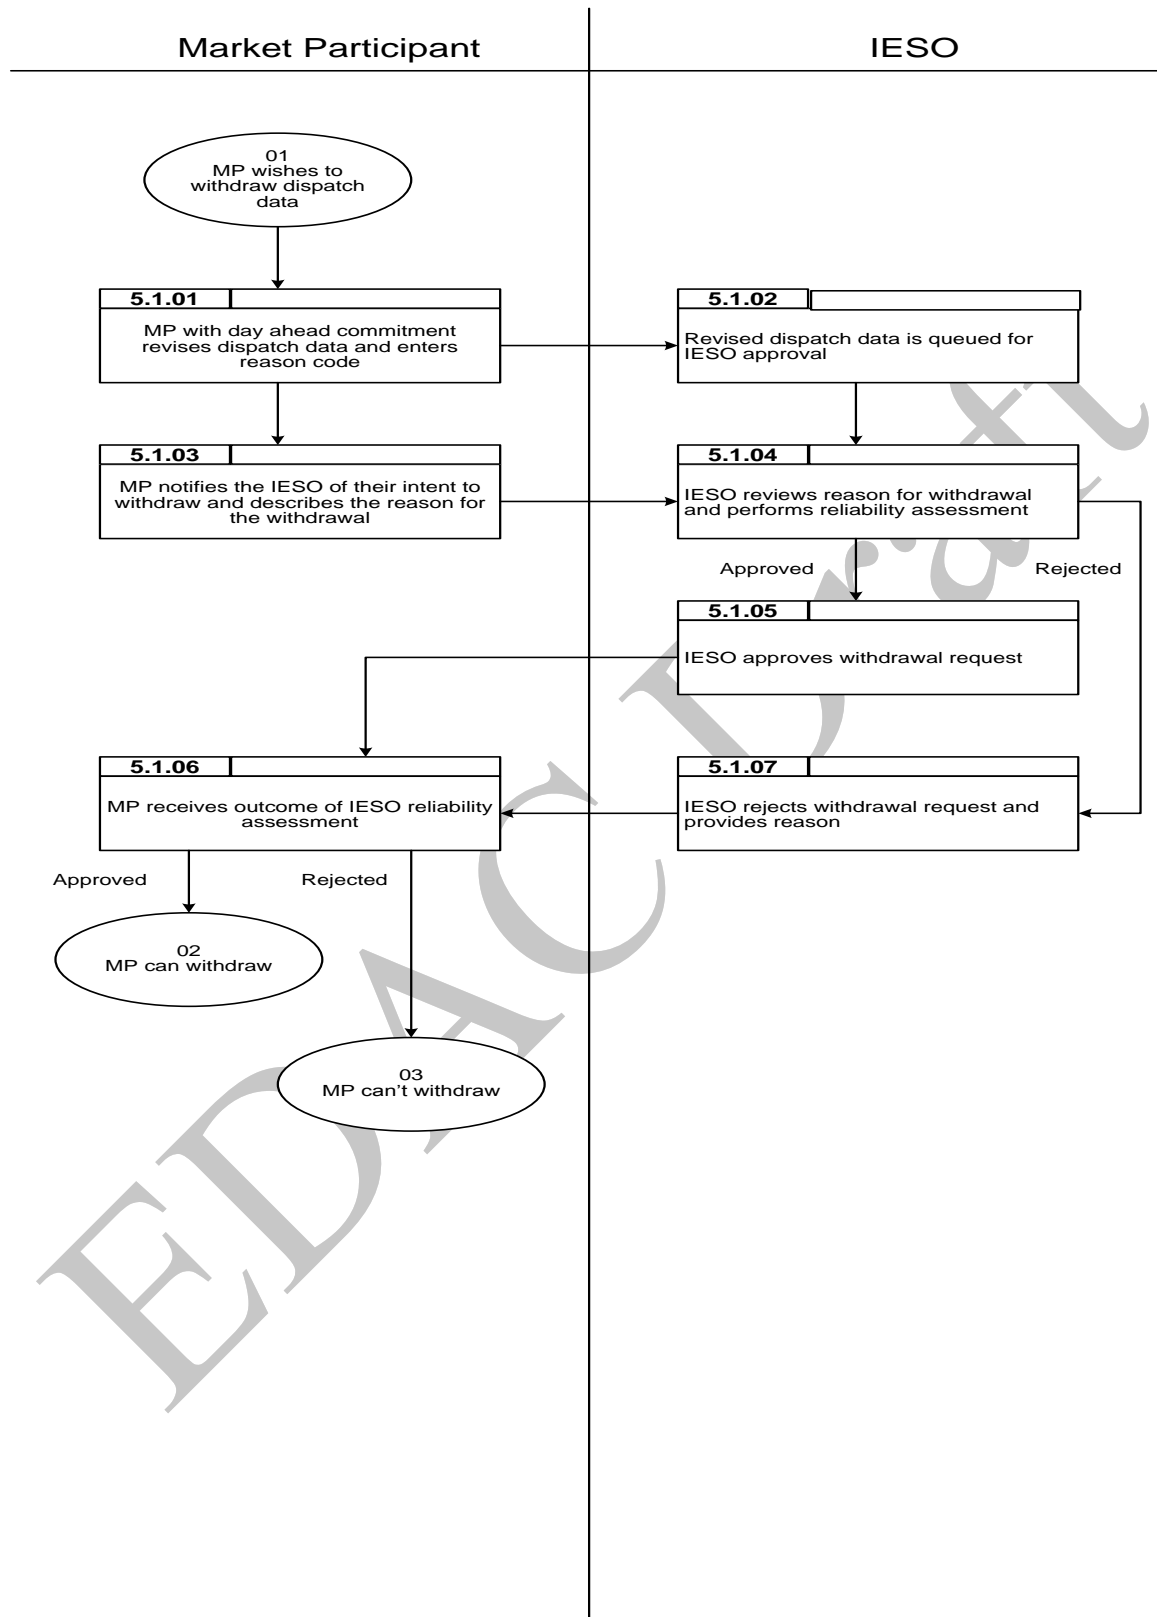 Market Participant
IESO
01
MP wishes to
withdraw dispatch
data
5.1.01
MP with day ahead commitment
revises dispatch data and enters
reason code
5.1.02
Revised dispatch data is queued for
IESO approval
5.1.03
MP notifies the IESO of their intent to
withdraw and describes the reason for
the withdrawal
5.1.04
IESO reviews reason for withdrawal
and performs reliability assessment
Approved
Rejected
5.1.05
IESO approves withdrawal request
5.1.06
MP receives outcome of IESO reliability
assessment
5.1.07
IESO rejects withdrawal request and
provides reason
Approved
Rejected
02
MP can withdraw
03
MP can't withdraw
EDAC Draft